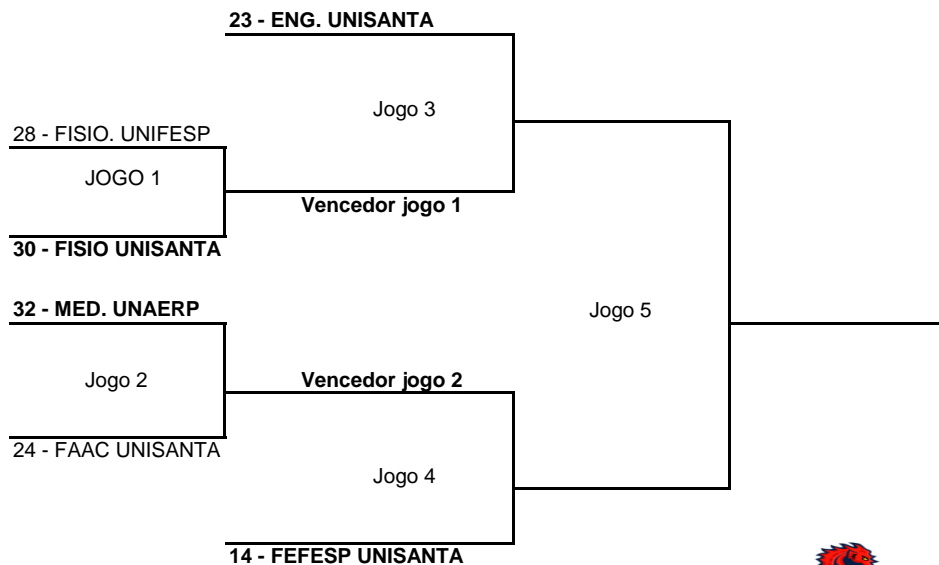 23 - ENG. UNISANTA
Jogo 3
28 - FISIO. UNIFESP
JOGO 1
Vencedor jogo 1
30 - FISIO UNISANTA
32 - MED. UNAERP
Jogo 5
Jogo 2
Vencedor jogo 2
24 - FAAC UNISANTA
Jogo 4
14 - FEFESP UNISANTA